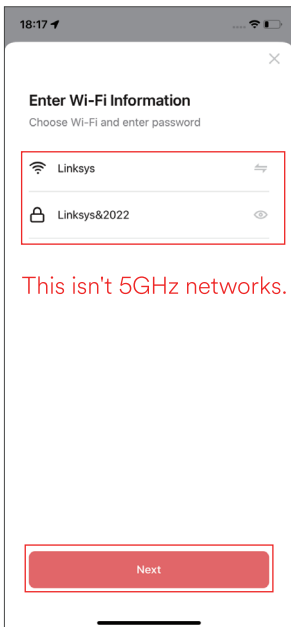 18:17
Enter Wi-Fi Information
Choose Wi-Fi and enter password
Linksys
Linksys&2022
This isn't 5GHz networks.
Next